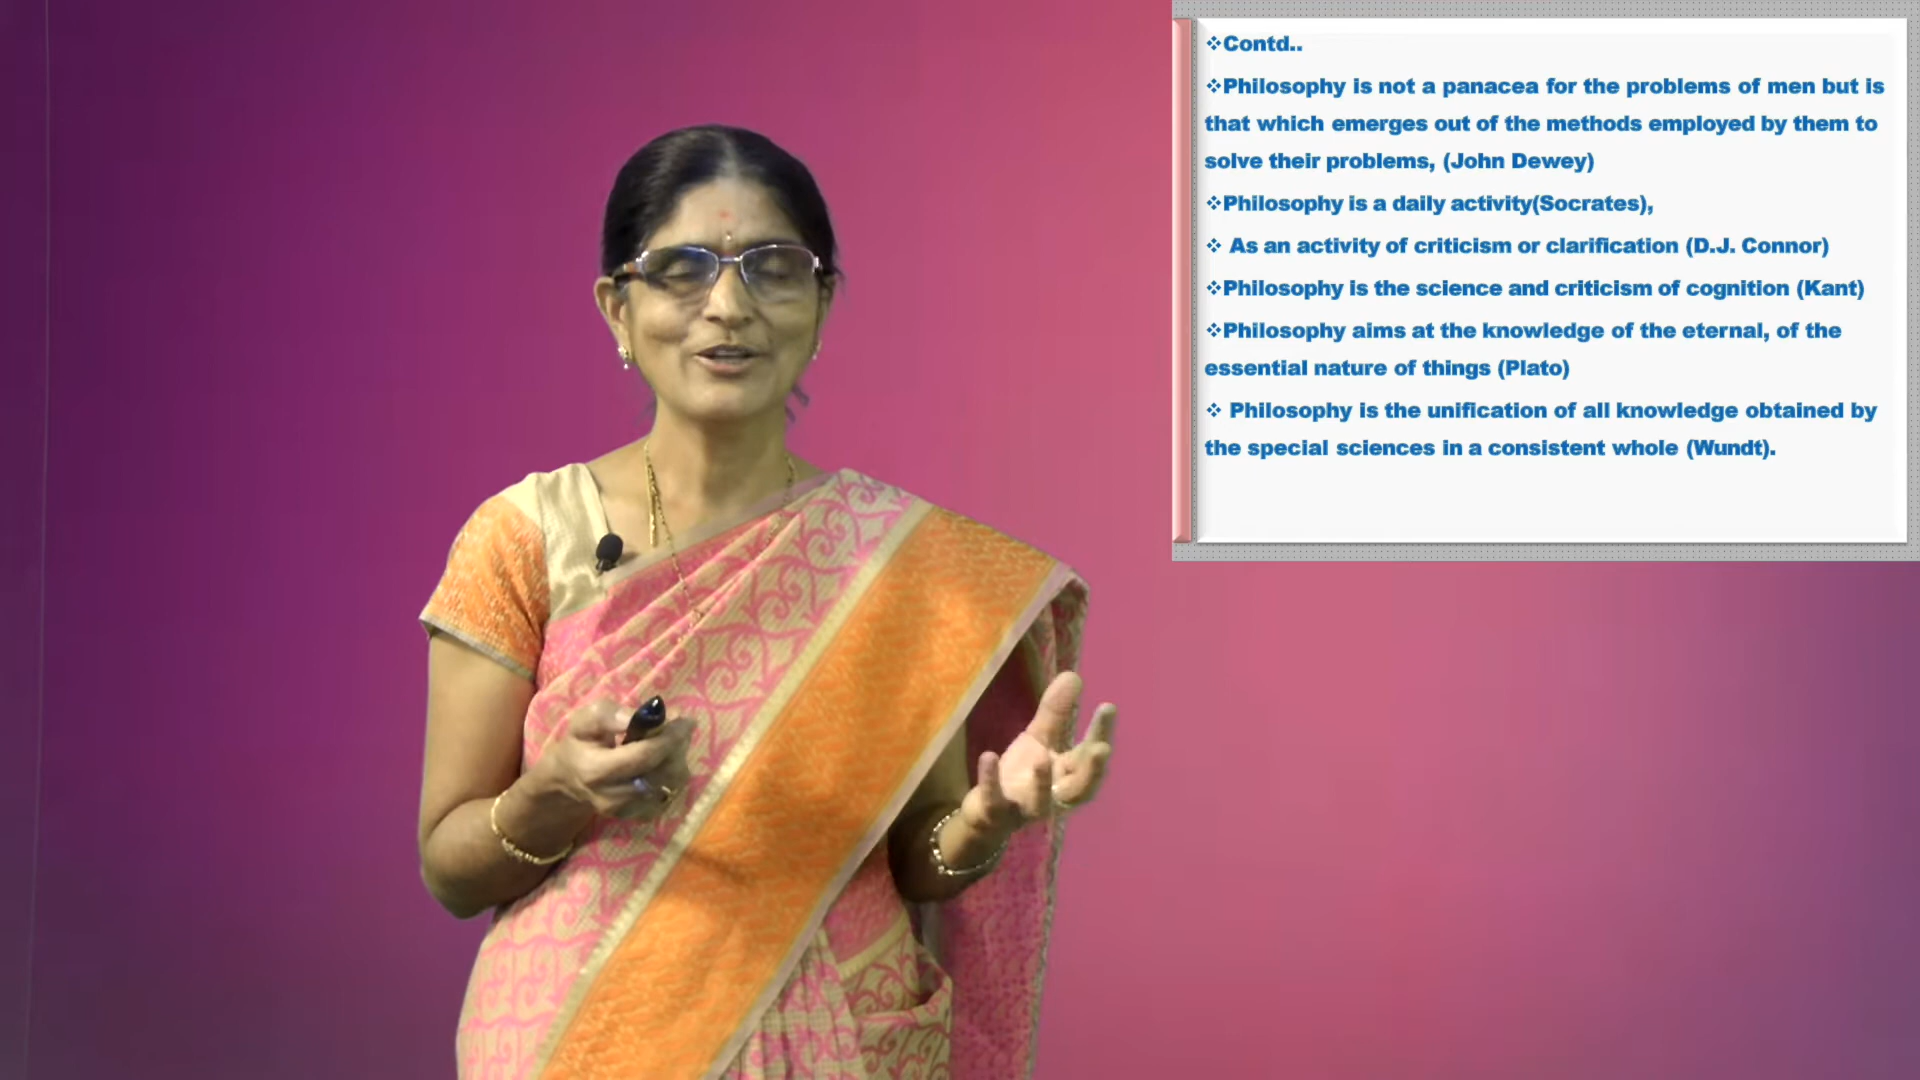 ❖Contd..
❖Philosophy is not a panacea for the problems of men but is
that which emerges out of the methods employed by them to
solve their problems, (John Dewey)
❖Philosophy is a daily activity(Socrates),
❖ As an activity of criticism or clarification (D.J. Connor)
❖Philosophy is the science and criticism of cognition (Kant)
❖Philosophy aims at the knowledge of the eternal, of the
essential nature of things (Plato)
❖ Philosophy is the unification of all knowledge obtained by
the special sciences in a consistent whole (Wundt).